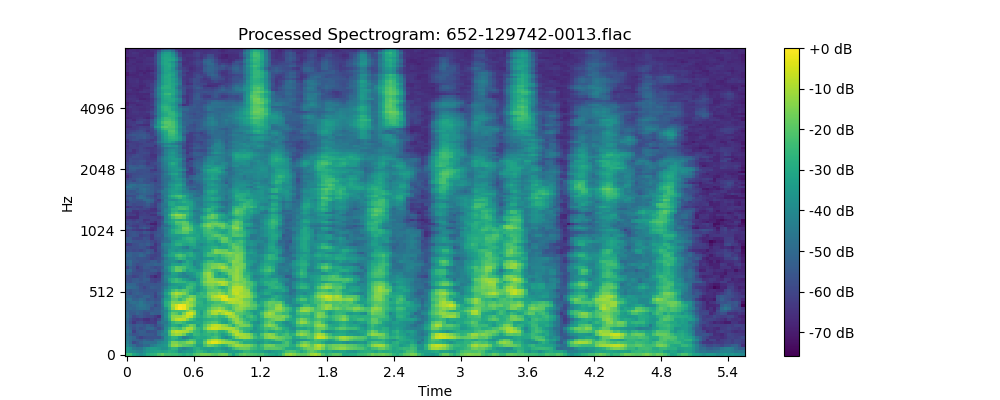 Processed Spectrogram: 652-129742-0013.flac
Hz
4096
2048
1024
512
0
0 0.6 1.2 1.8 2.4 3 3.6 4.2 4.8 5.4
Time
+0 dB
-10 dB
-20 dB
-30 dB
-40 dB
-50 dB
-60 dB
-70 dB